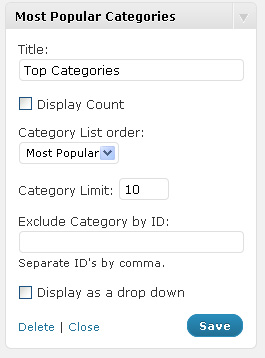 Most Popular Categories
Title:
Top Categories
Display Count
Category List order:
Most Popular
Category Limit: 10
Exclude Category by ID:
Separate ID's by comma.
Display as a drop down
Delete | Close Save